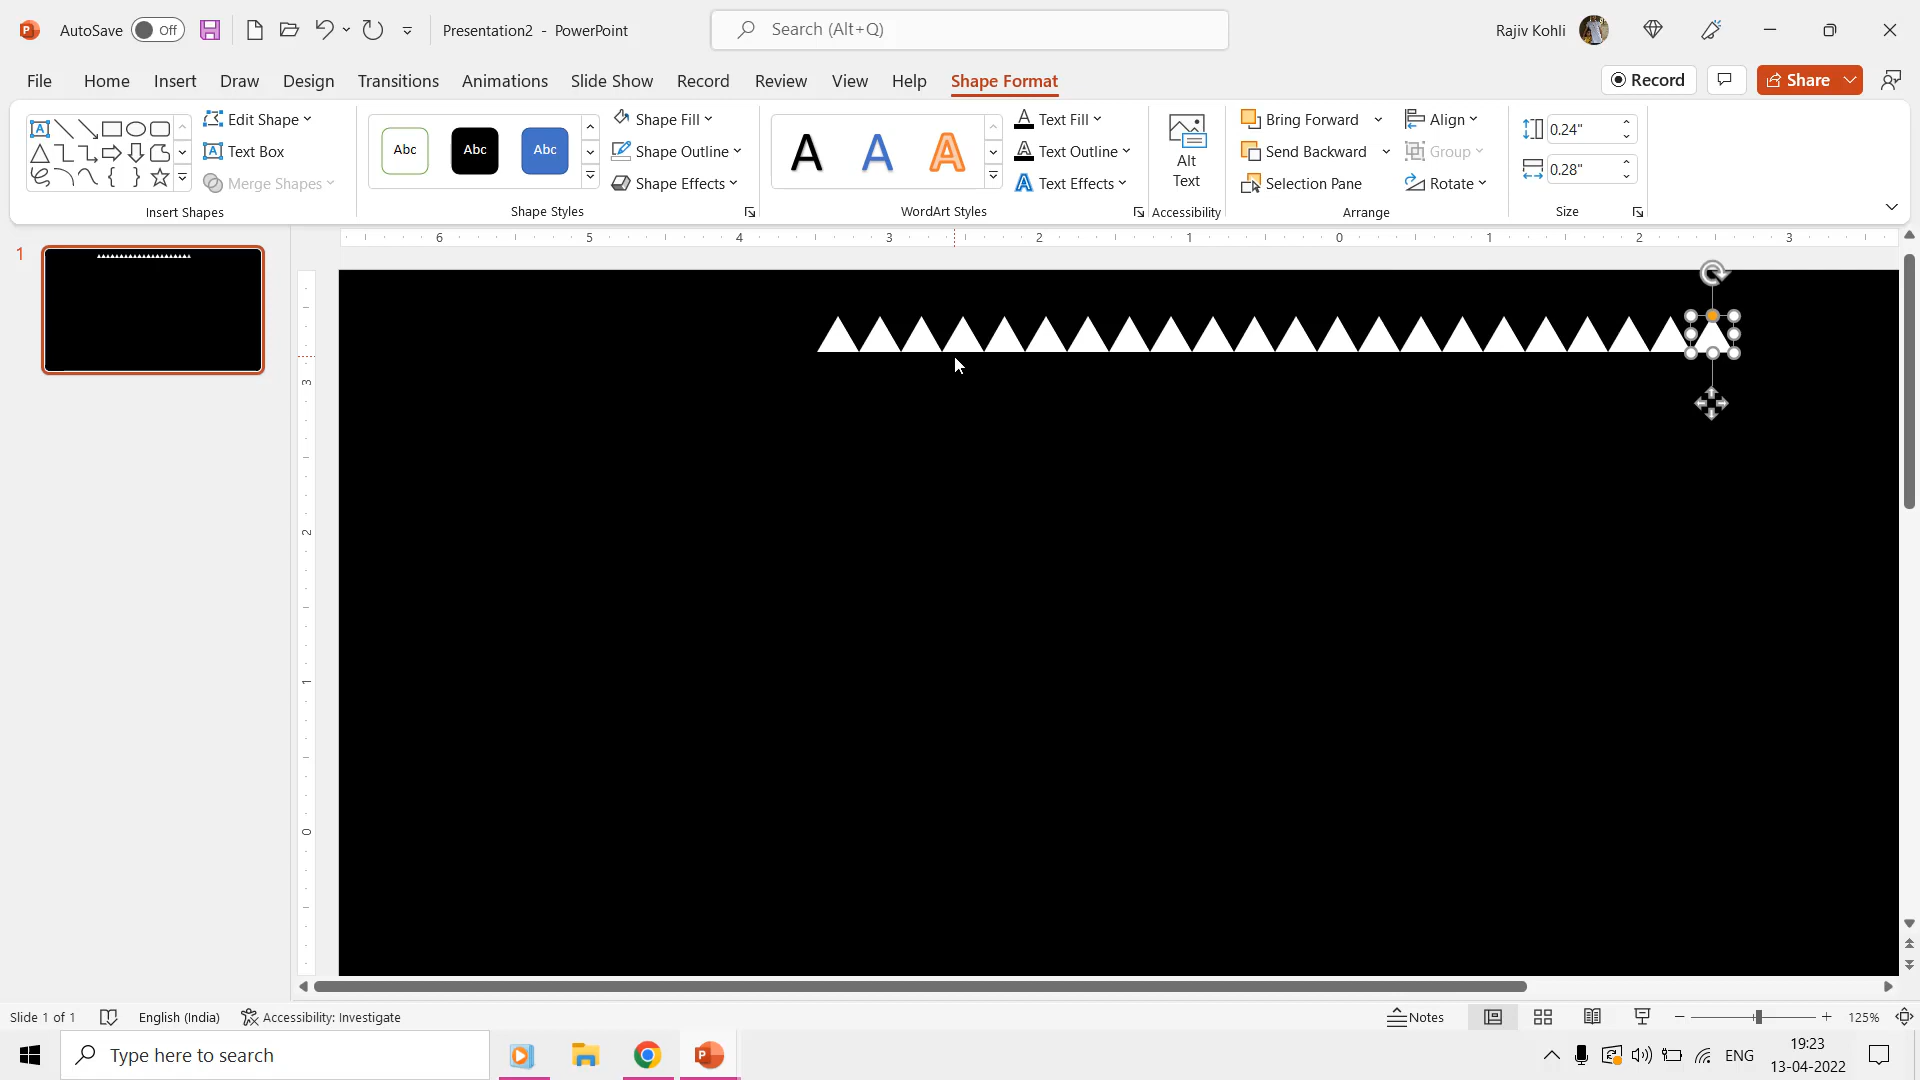 AutoSave Off Presentation2 - PowerPoint Search (Alt+Q) Rajiv Kohli
File Home Insert Draw Design Transitions Animations Slide Show Record Review View Help Shape Format Record Share
Edit Shape
Text Box
Merge Shapes
Insert Shapes
Abc Abc Abc
Shape Fill
Shape Outline
Shape Effects
Shape Styles
A A A
Text Fill
Text Outline
Text Effects
WordArt Styles
Alt
Text
Accessibility
Bring Forward
Send Backward
Selection Pane
Align
Group
Rotate
Arrange
0.24"
0.28"
Size
6 5 4 3 2 1 0 1 2 3
1
3
2
1
0
Slide 1 of 1 English (India) Accessibility: Investigate Notes 125%
Type here to search ENG 19:23
13-04-2022